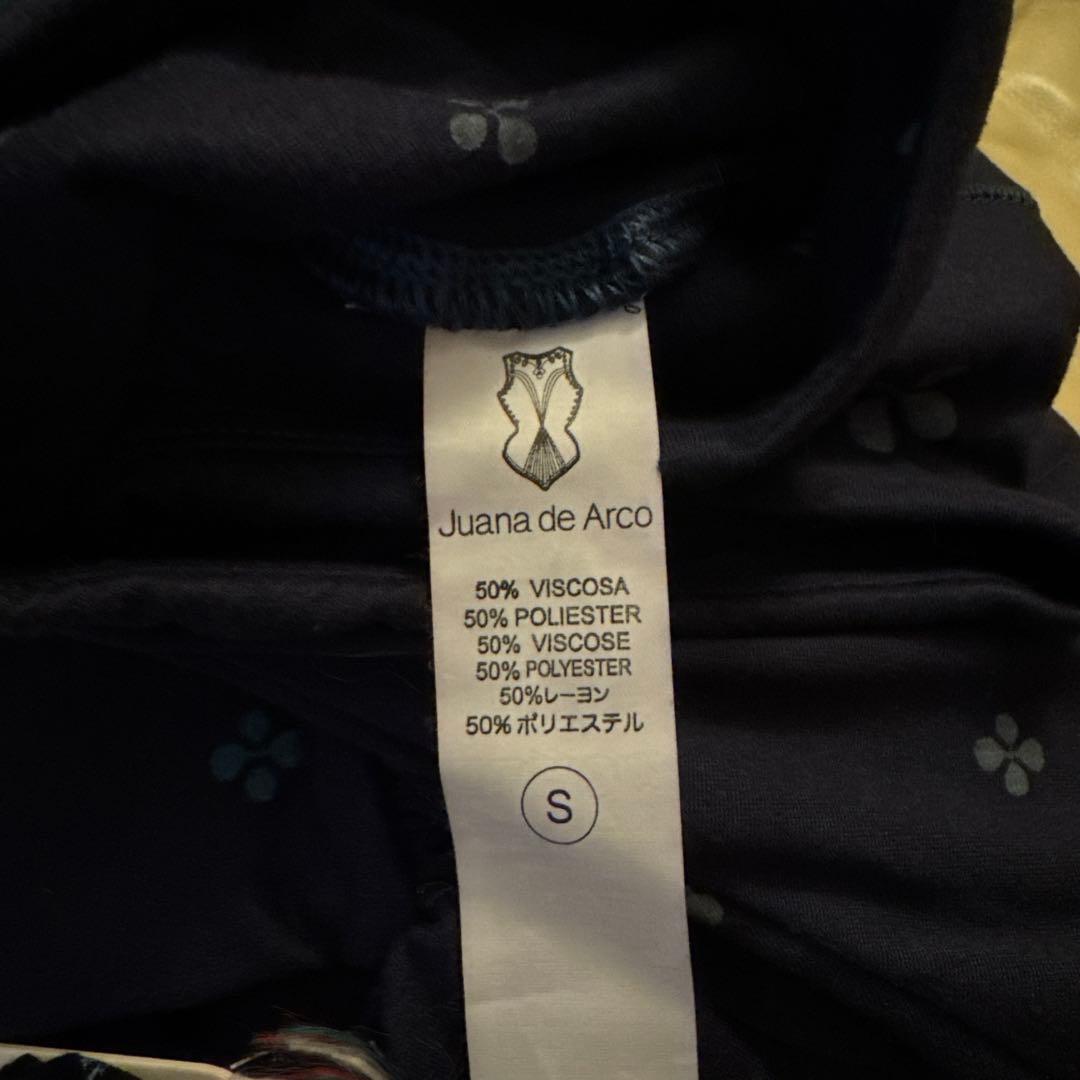 Juana de Arco
50% VISCOSA
50% POLIESTER
50% VISCOSE
50% POLYESTER
50%レーヨン
50%ポリエステル
S